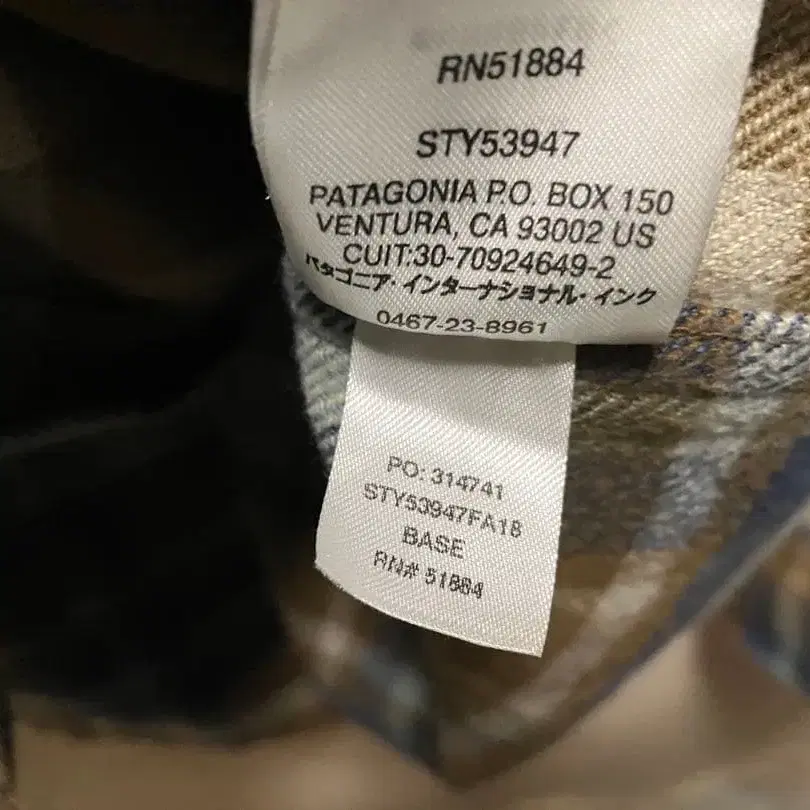 RN51884
STY53947
PATAGONIA P.O. BOX 150
VENTURA, CA 93002 US
CUIT:30-70924649-2
パタゴニア・インターナショナル・インク
0467-23-8961
PO: 314741
STY53947FA18
BASE
RN# 51884